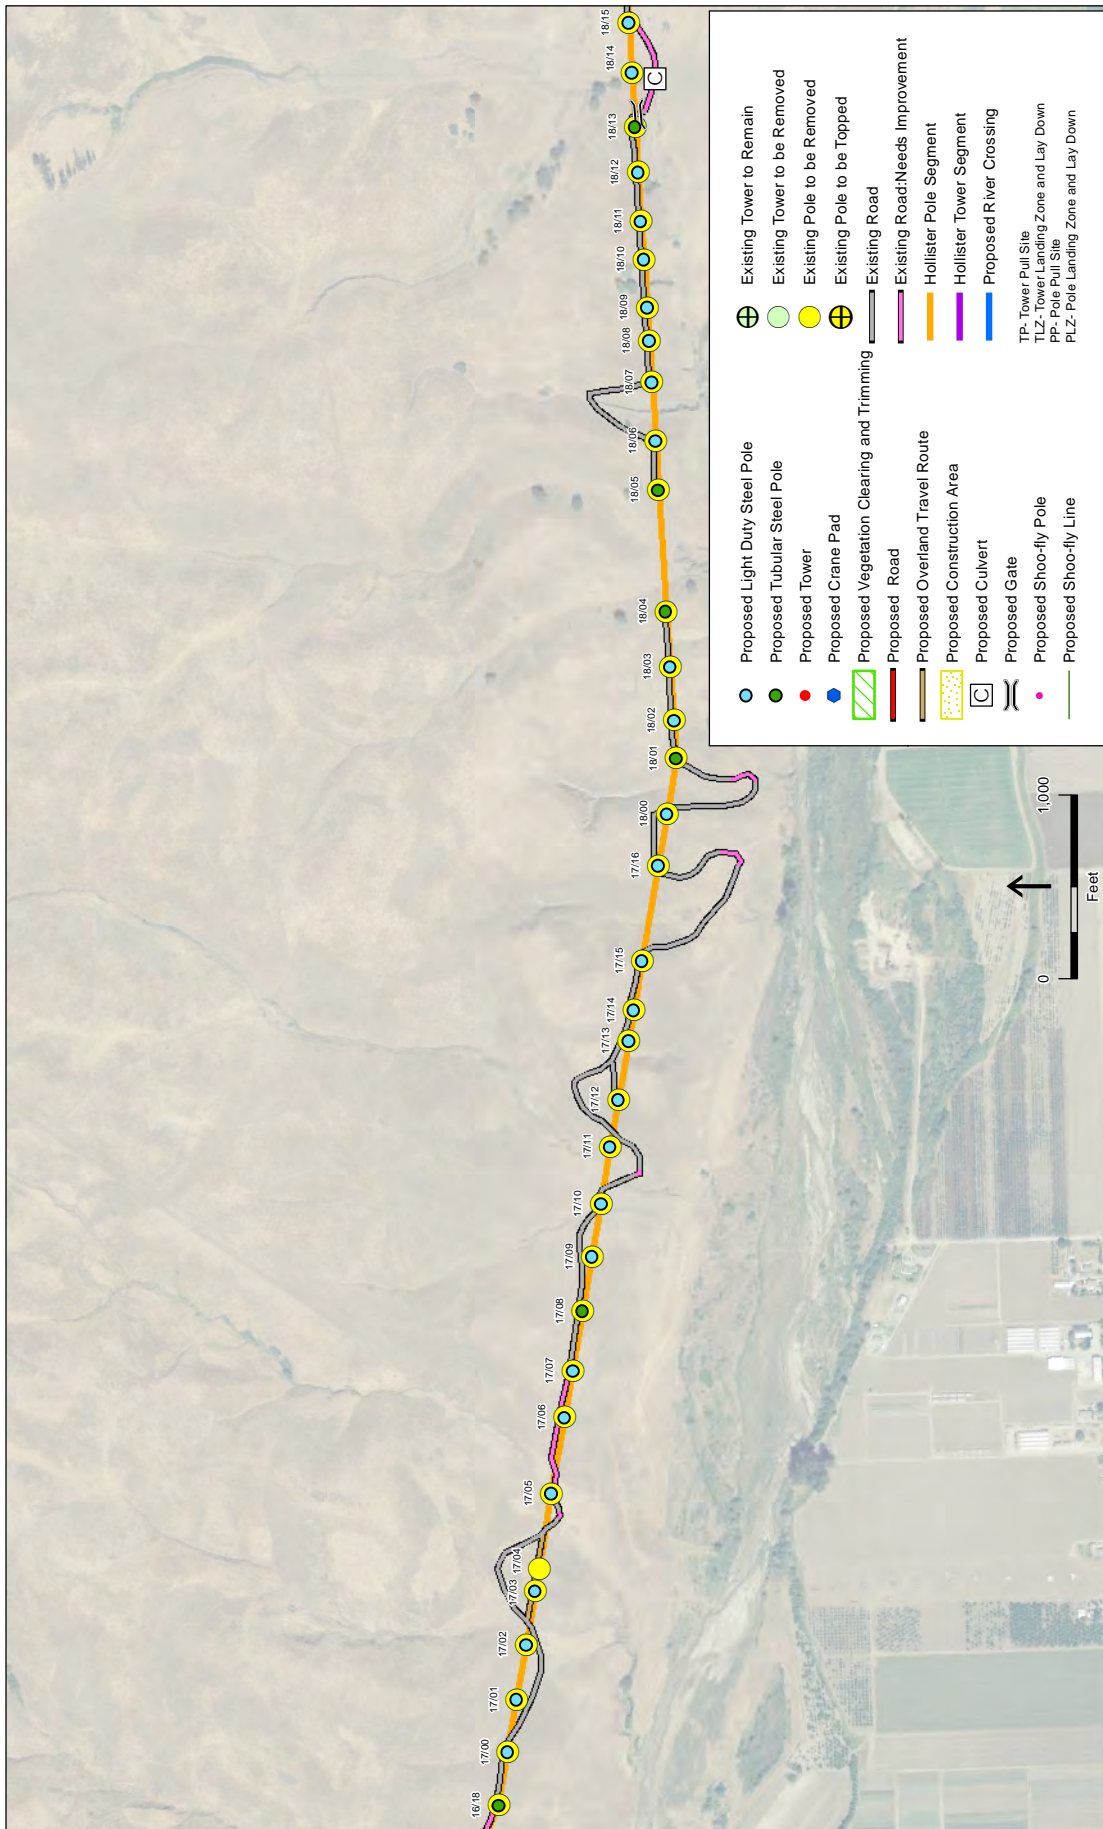 16/18
17/00
17/01
17/02
17/03
17/04
17/05
17/06
17/07
17/08
17/09
17/10
17/11
17/12
17/13
17/14
17/15
17/16
18/00
18/01
18/02
18/03
18/04
18/05
18/06
18/07
18/08
18/09
18/10
18/11
18/12
18/13
18/14
18/15
C
0
1,000
Feet
Proposed Light Duty Steel Pole
Proposed Tubular Steel Pole
Proposed Tower
Proposed Crane Pad
Proposed Vegetation Clearing and Trimming
Proposed Road
Proposed Overland Travel Route
Proposed Construction Area
C Proposed Culvert
Proposed Gate
Proposed Shoo-fly Pole
Proposed Shoo-fly Line
Existing Tower to Remain
Existing Tower to be Removed
Existing Pole to be Removed
Existing Pole to be Topped
Existing Road
Existing Road:Needs Improvement
Hollister Pole Segment
Hollister Tower Segment
Proposed River Crossing
TP- Tower Pull Site
TLZ- Tower Landing Zone and Lay Down
PP- Pole Pull Site
PLZ- Pole Landing Zone and Lay Down